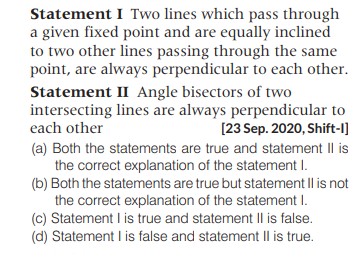 Statement I Two lines which pass through
a given fixed point and are equally inclined
to two other lines passing through the same
point, are always perpendicular to each other.
Statement II Angle bisectors of two
intersecting lines are always perpendicular to
each other [23 Sep. 2020, Shift-I]
(a) Both the statements are true and statement II is
the correct explanation of the statement I.
(b) Both the statements are true but statement II is not
the correct explanation of the statement I.
(c) Statement I is true and statement II is false.
(d) Statement I is false and statement II is true.